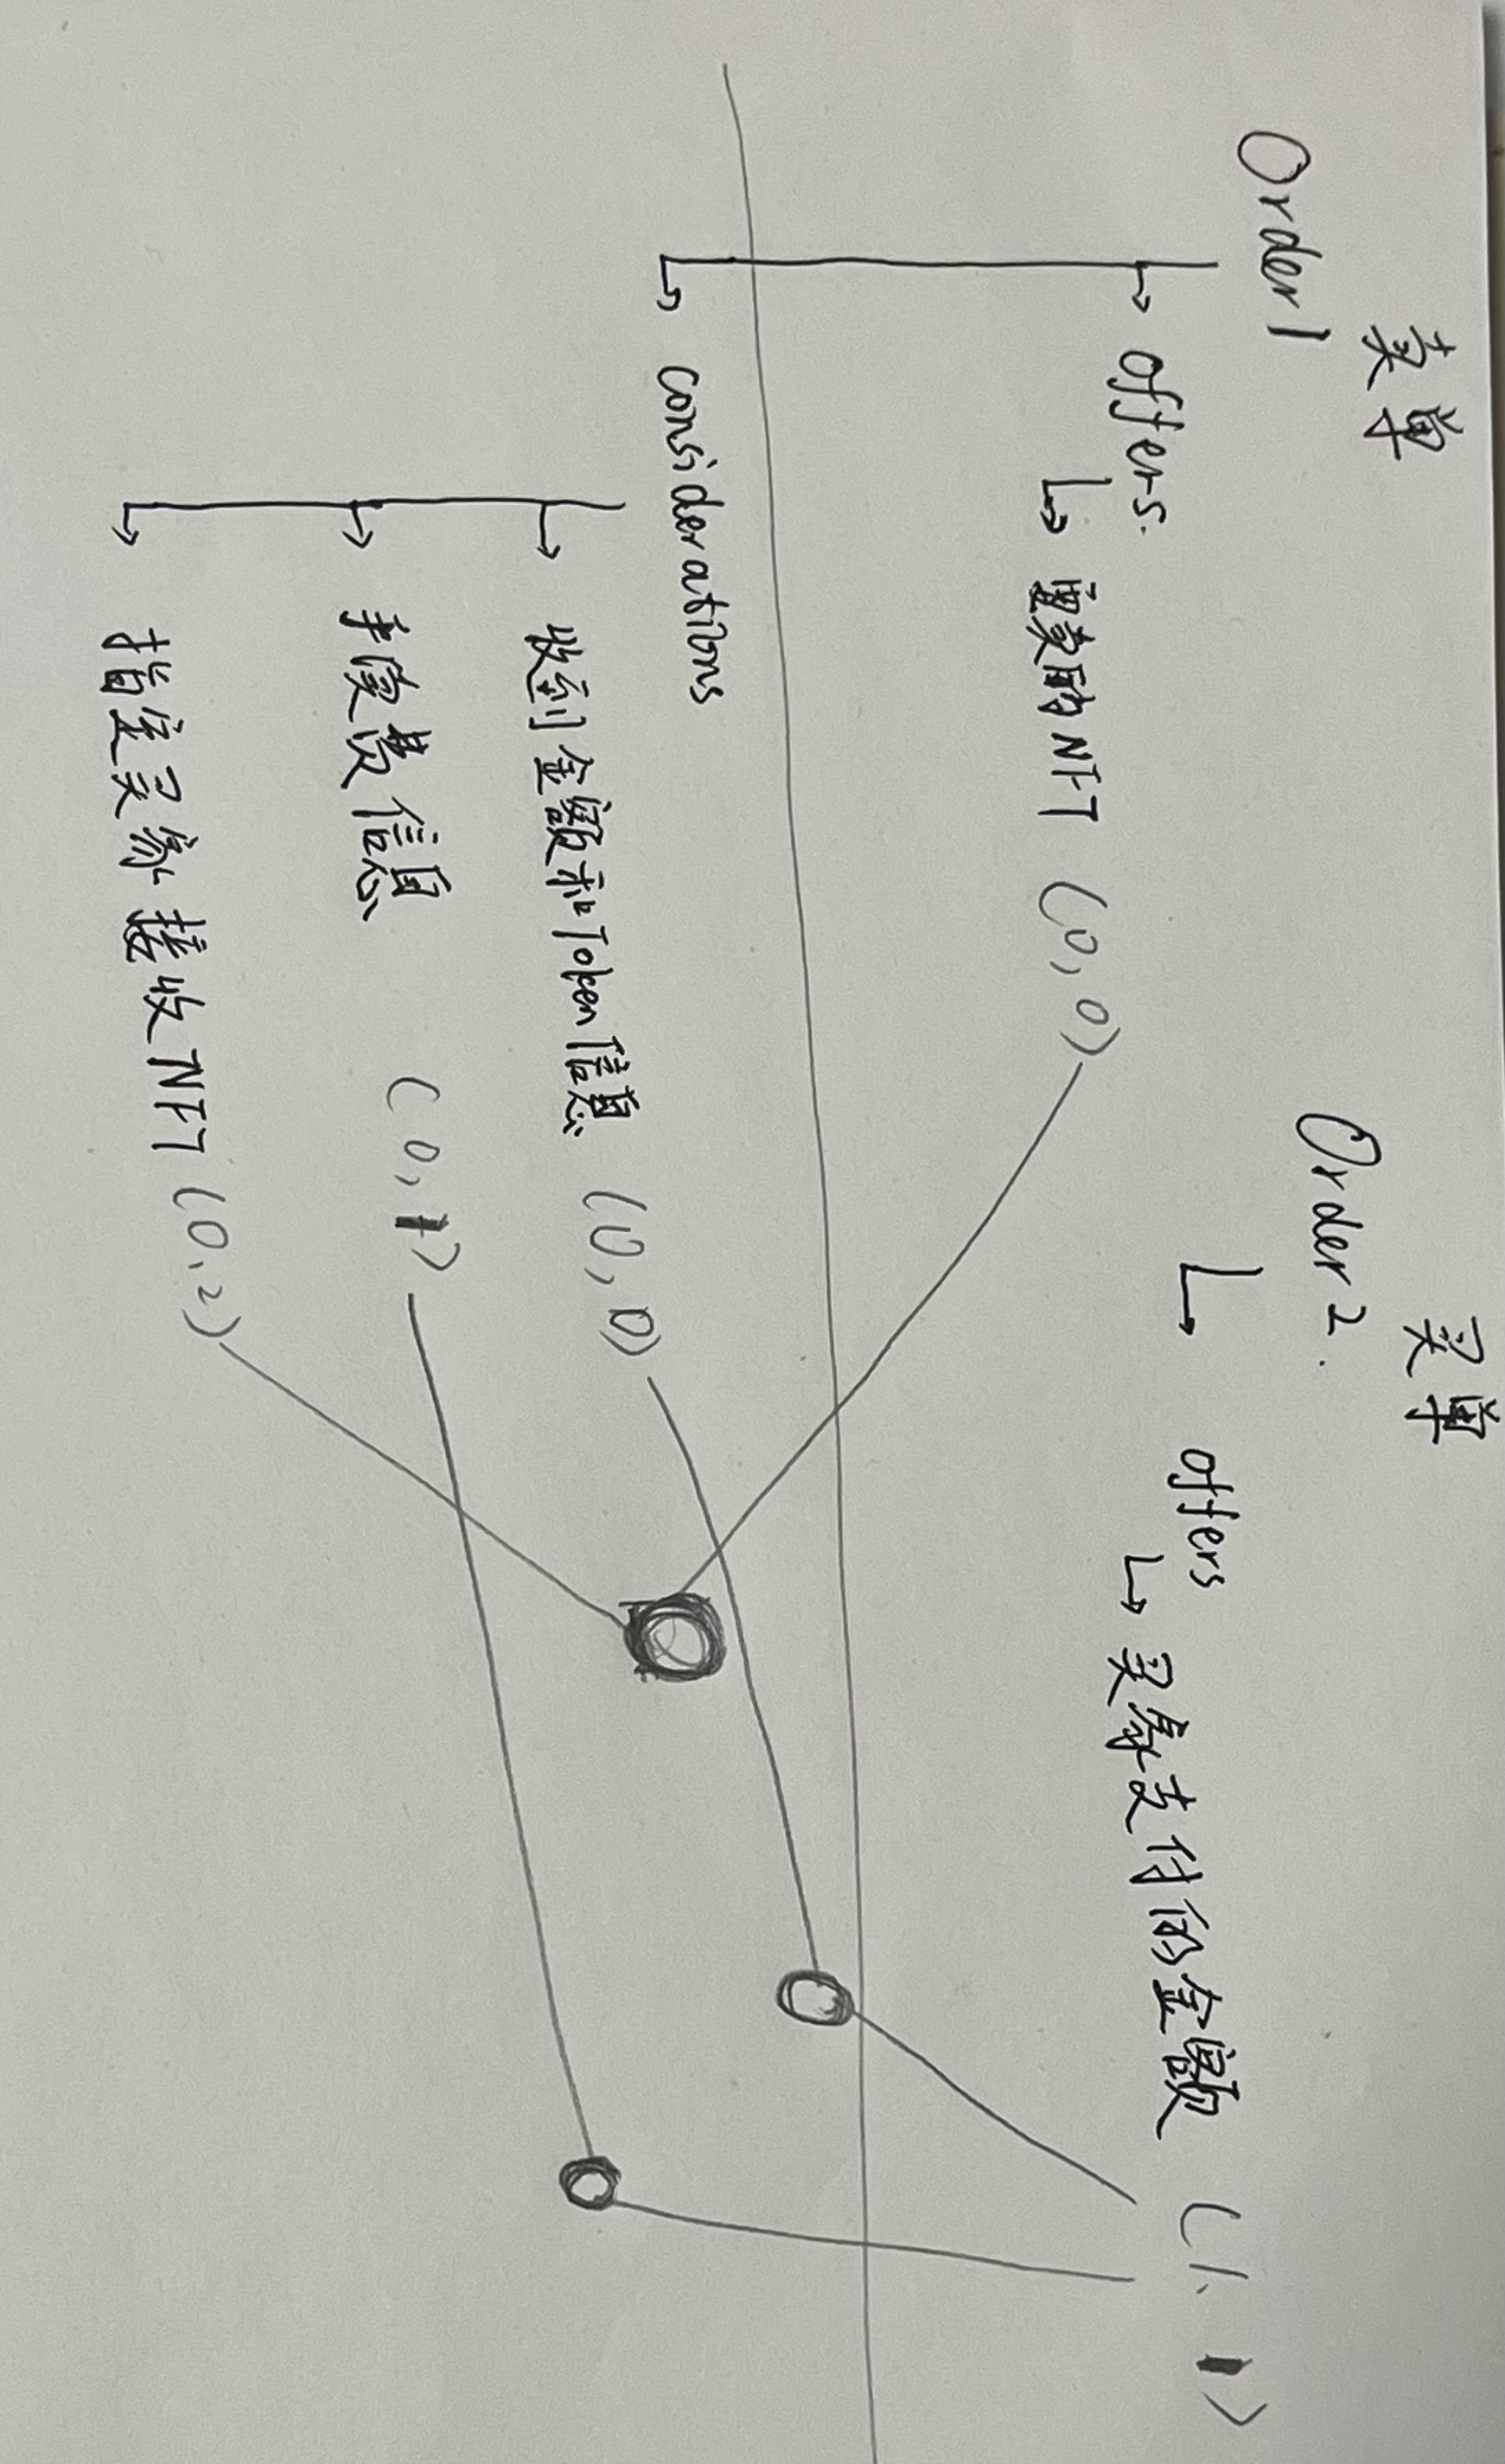 卖单
Order 1
offers.
要卖的NFT (0,0)
considerations
收到金额和Token信息 (0,0)
手续费信息 (0,1)
指定买家接收NFT (0,2)
买单
Order 2.
offers
买家支付的金额 (1、1)